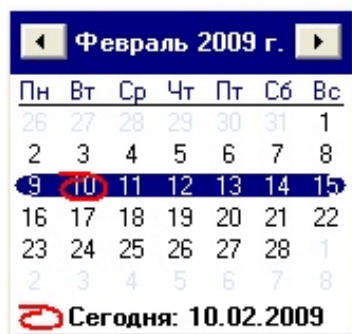 Февраль 2009 г.
Пн Вт Ср Чт Пт Сб Вс
26 27 28 29 30 31 1
2 3 4 5 6 7 8
9 10 11 12 13 14 15
16 17 18 19 20 21 22
23 24 25 26 27 28 1
2 3 4 5 6 7 8
Сегодня: 10.02.2009